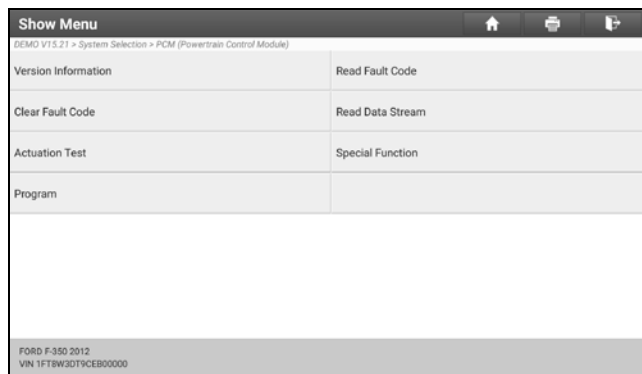 Show Menu
DEMO V15.21 > System Selection > PCM (Powertrain Control Module)
Version Information
Read Fault Code
Clear Fault Code
Read Data Stream
Actuation Test
Special Function
Program
FORD F-350 2012
VIN 1FT8W3DT9CEB00000